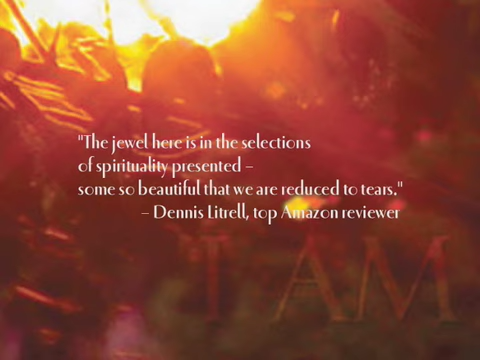 "The jewel here is in the selections
of spirituality presented –
some so beautiful that we are reduced to tears."
– Dennis Litrell, top Amazon reviewer
I AM